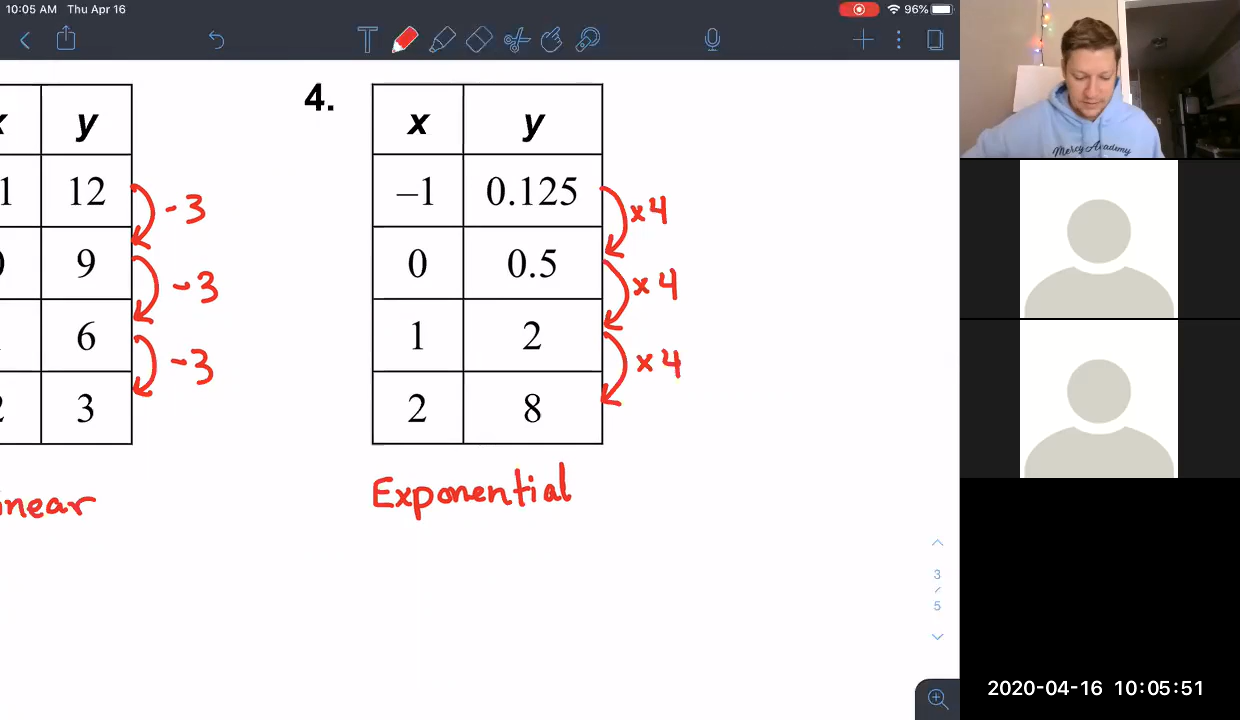 10:05 AM Thu Apr 16
96%
T
Mercy Academy
4.
y
x y
12 -3
–1 0.125 x4
9 -3
0 0.5 x4
6 -3
1 2 x4
3
2 8
inear
Exponential
3
/
5
2020-04-16 10:05:51